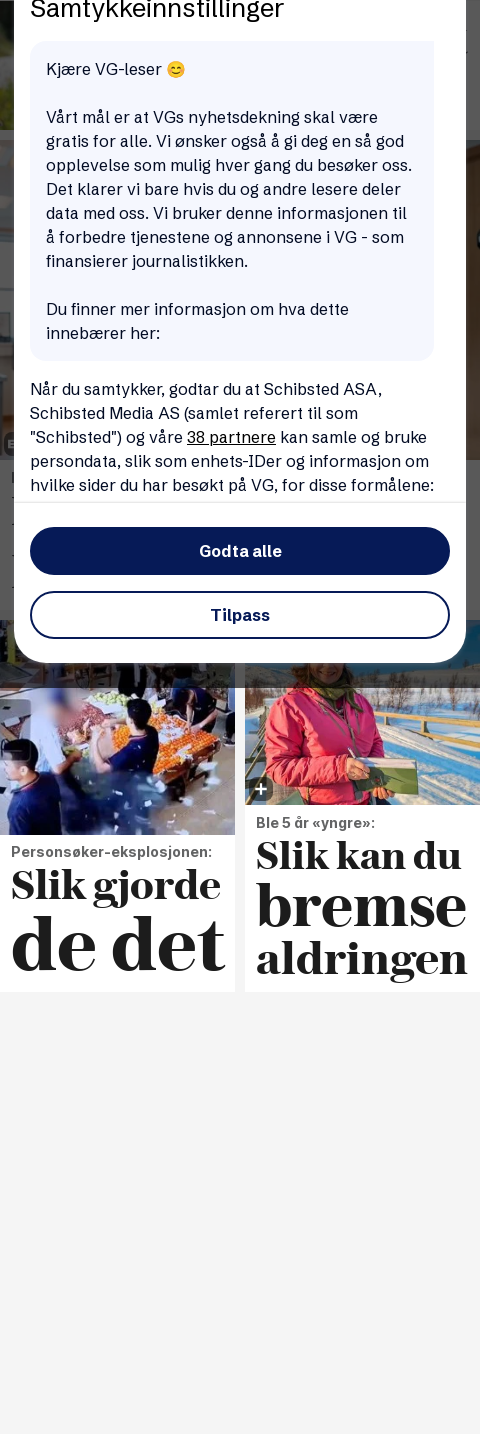 Samtykkeinnstillinger
Kjære VG-leser 😊
Vårt mål er at VGs nyhetsdekning skal være
gratis for alle. Vi ønsker også å gi deg en så god
opplevelse som mulig hver gang du besøker oss.
Det klarer vi bare hvis du og andre lesere deler
data med oss. Vi bruker denne informasjonen til
å forbedre tjenestene og annonsene i VG - som
finansierer journalistikken.
Du finner mer informasjon om hva dette
innebærer her:
Når du samtykker, godtar du at Schibsted ASA,
Schibsted Media AS (samlet referert til som
"Schibsted") og våre 38 partnere kan samle og bruke
persondata, slik som enhets-IDer og informasjon om
hvilke sider du har besøkt på VG, for disse formålene:
Godta alle
Tilpass
Personsøker-eksplosjonen:
Slik gjorde
de det
Ble 5 år «yngre»:
Slik kan du
bremse
aldringen